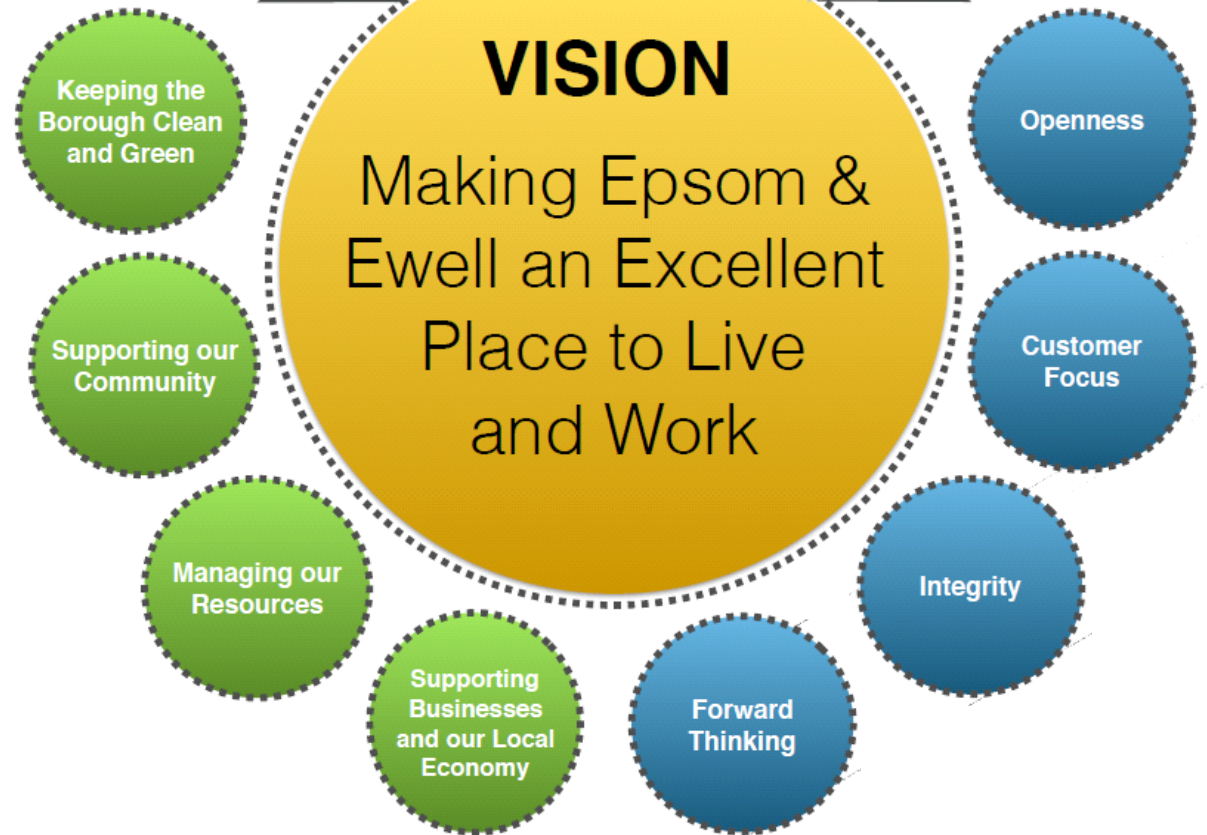 VISION
Making Epsom &
Ewell an Excellent
Place to Live
and Work
Keeping the
Borough Clean
and Green
Supporting our
Community
Managing our
Resources
Supporting
Businesses
and our Local
Economy
Openness
Customer
Focus
Integrity
Forward
Thinking